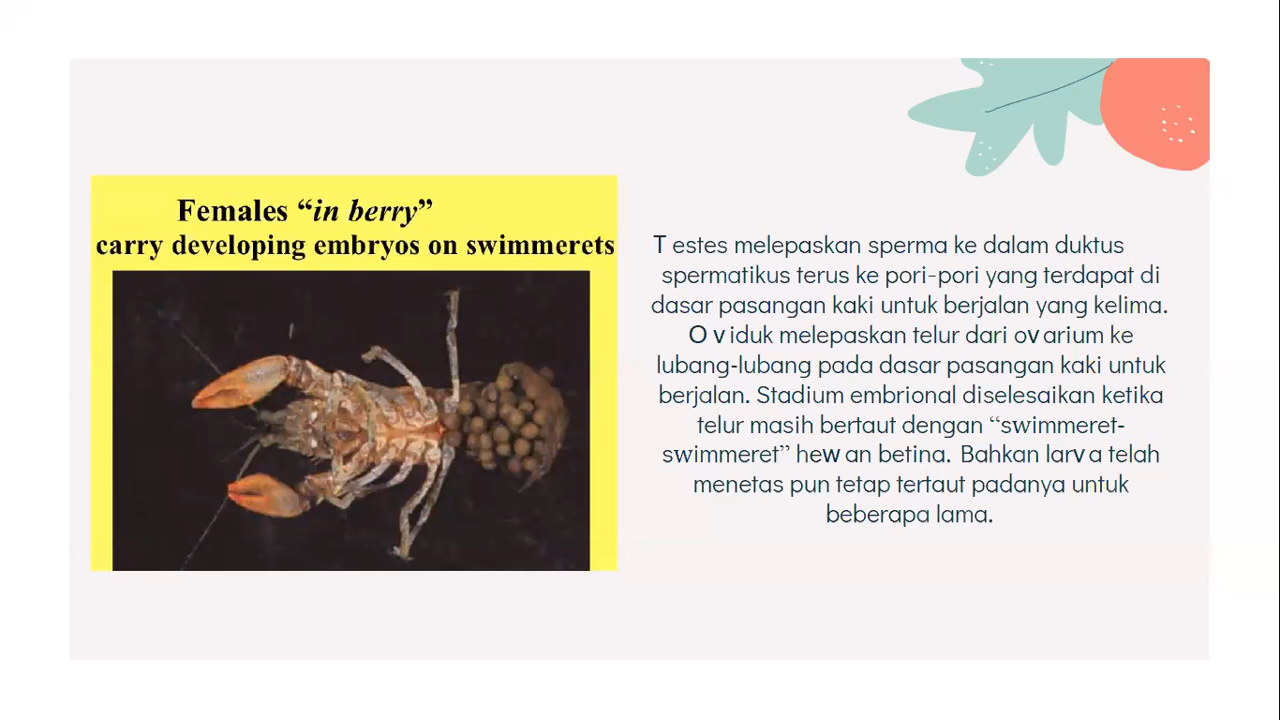 Females “in berry”
carry developing embryos on swimmerets
T estes melepaskan sperma ke dalam duktus
spermatikus terus ke pori-pori yang terdapat di
dasar pasangan kaki untuk berjalan yang kelima.
O v iduk melepaskan telur dari ov arium ke
lubang-lubang pada dasar pasangan kaki untuk
berjalan. Stadium embrional diselesaikan ketika
telur masih bertaut dengan “swimmeret-
swimmeret” hew an betina. Bahkan larv a telah
menetas pun tetap tertaut padanya untuk
beberapa lama.